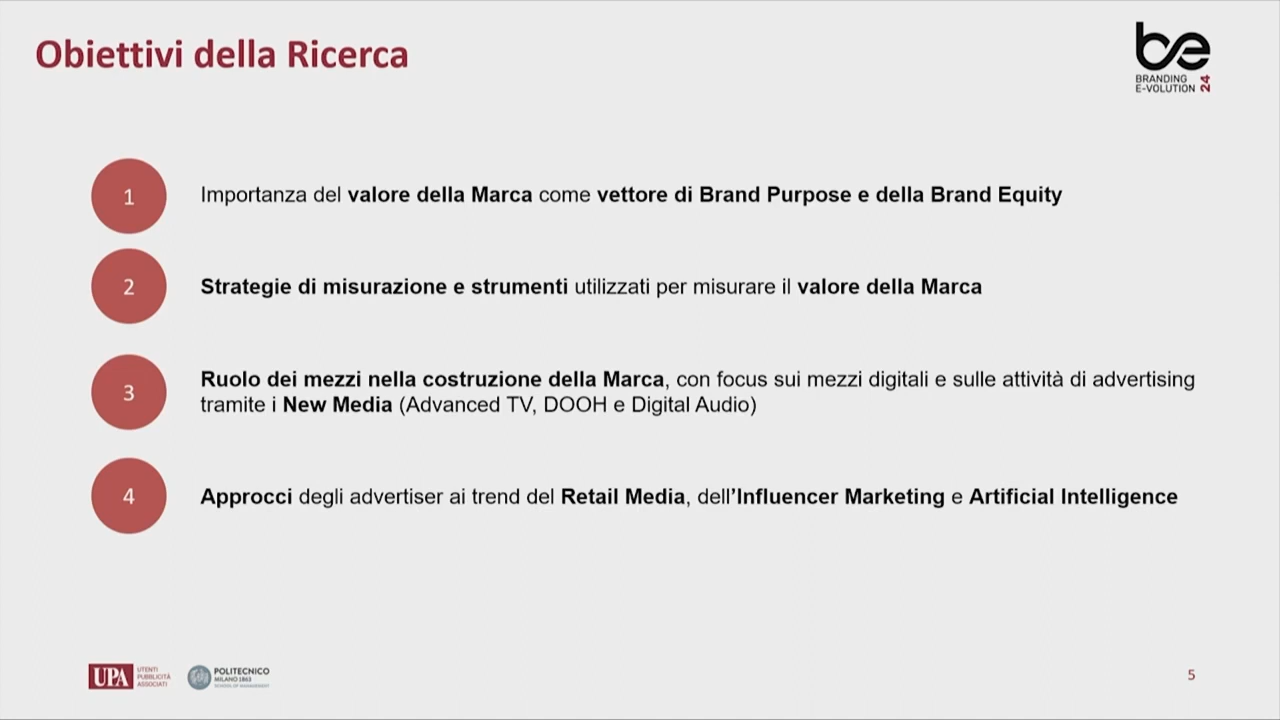 Obiettivi della Ricerca
be
BRANDING
E-VOLUTION 24
1
Importanza del valore della Marca come vettore di Brand Purpose e della Brand Equity
2
Strategie di misurazione e strumenti utilizzati per misurare il valore della Marca
3
Ruolo dei mezzi nella costruzione della Marca, con focus sui mezzi digitali e sulle attività di advertising
tramite i New Media (Advanced TV, DOOH e Digital Audio)
4
Approcci degli advertiser ai trend del Retail Media, dell’Influencer Marketing e Artificial Intelligence
UPA
UTENTI
PUBBLICITÀ
ASSOCIATI
POLITECNICO
MILANO 1863
SCHOOL OF MANAGEMENT
5